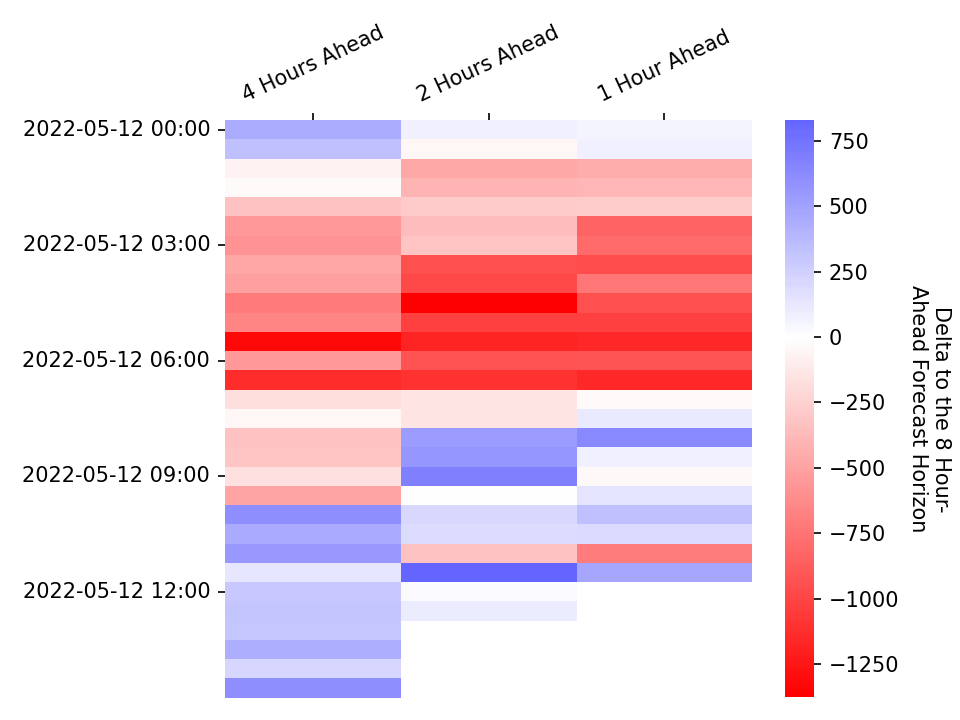 4 Hours Ahead
2 Hours Ahead
1 Hour Ahead
2022-05-12 00:00
2022-05-12 03:00
2022-05-12 06:00
2022-05-12 09:00
2022-05-12 12:00
750
500
250
0
−250
−500
−750
−1000
−1250
Delta to the 8 Hour-
Ahead Forecast Horizon